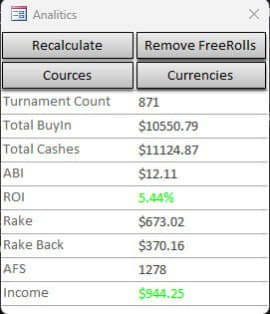 Analitics
Recalculate Remove FreeRolls
Cources Currencies
Turnament Count 871
Total BuyIn $10550.79
Total Cashes $11124.87
ABI $12.11
ROI 5.44%
Rake $673.02
Rake Back $370.16
AFS 1278
Income $944.25